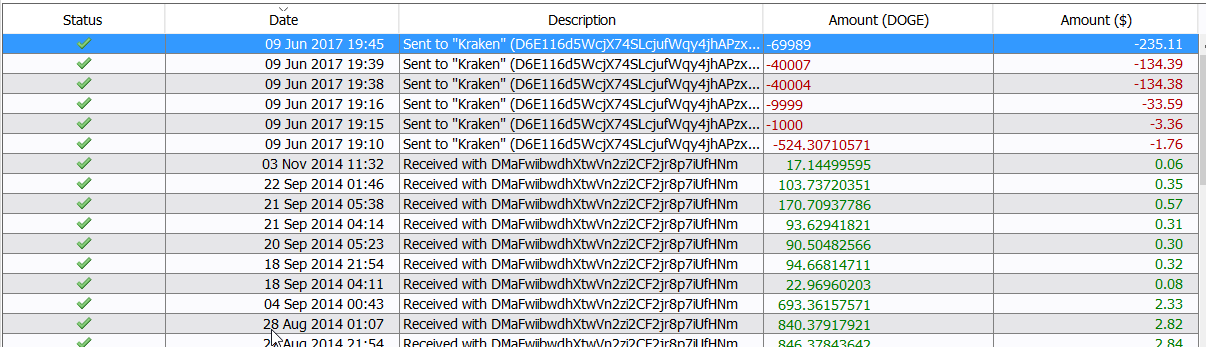 Status Date Description Amount (DOGE) Amount ($)
09 Jun 2017 19:45 Sent to "Kraken" (D6E116d5WcjX74SLcjufWqy4jhAPzx... -69989 -235.11
09 Jun 2017 19:39 Sent to "Kraken" (D6E116d5WcjX74SLcjufWqy4jhAPzx... -40007 -134.39
09 Jun 2017 19:38 Sent to "Kraken" (D6E116d5WcjX74SLcjufWqy4jhAPzx... -40004 -134.38
09 Jun 2017 19:16 Sent to "Kraken" (D6E116d5WcjX74SLcjufWqy4jhAPzx... -9999 -33.59
09 Jun 2017 19:15 Sent to "Kraken" (D6E116d5WcjX74SLcjufWqy4jhAPzx... -1000 -3.36
09 Jun 2017 19:10 Sent to "Kraken" (D6E116d5WcjX74SLcjufWqy4jhAPzx... -524.30710571 -1.76
03 Nov 2014 11:32 Received with DMaFwiibwdhXtwVn2zi2CF2jr8p7iUfHNm 17.14499595 0.06
22 Sep 2014 01:46 Received with DMaFwiibwdhXtwVn2zi2CF2jr8p7iUfHNm 103.73720351 0.35
21 Sep 2014 05:38 Received with DMaFwiibwdhXtwVn2zi2CF2jr8p7iUfHNm 170.70937786 0.57
21 Sep 2014 04:14 Received with DMaFwiibwdhXtwVn2zi2CF2jr8p7iUfHNm 93.62941821 0.31
20 Sep 2014 05:23 Received with DMaFwiibwdhXtwVn2zi2CF2jr8p7iUfHNm 90.50482566 0.30
18 Sep 2014 21:54 Received with DMaFwiibwdhXtwVn2zi2CF2jr8p7iUfHNm 94.66814711 0.32
18 Sep 2014 04:11 Received with DMaFwiibwdhXtwVn2zi2CF2jr8p7iUfHNm 22.96960203 0.08
04 Sep 2014 00:43 Received with DMaFwiibwdhXtwVn2zi2CF2jr8p7iUfHNm 693.36157571 2.33
28 Aug 2014 01:07 Received with DMaFwiibwdhXtwVn2zi2CF2jr8p7iUfHNm 840.37917921 2.82
Aug 2014 21:54 Received with DMaFwiibwdhXtwVn2zi2CF2jr8p7iUfHNm 846.37843642 2.84